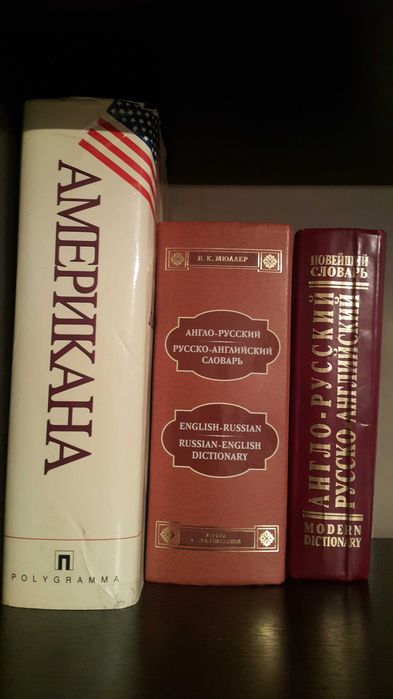 АМЕРИКАНА
П
POLYGRAMMA
В. К. МЮЛЛЕР
АНГЛО-РУССКИЙ
РУССКО-АНГЛИЙСКИЙ
СЛОВАРЬ
ENGLISH-RUSSIAN
RUSSIAN-ENGLISH
DICTIONARY
НОВЕЙШИЙ
СЛОВАРЬ
АНГЛО-РУССКИЙ
РУССКО-АНГЛИЙСКИЙ
MODERN
DICTIONARY